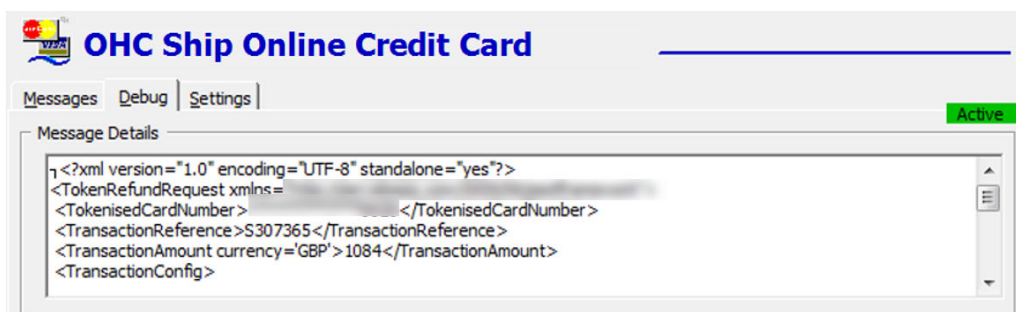 OHC Ship Online Credit Card
Messages Debug Settings
Active
Message Details
<?xml version="1.0" encoding="UTF-8" standalone="yes"?>
<TokenRefundRequest xmlns=
<TokenisedCardNumber> </TokenisedCardNumber>
<TransactionReference>S307365</TransactionReference>
<TransactionAmount currency='GBP'>1084</TransactionAmount>
<TransactionConfig>